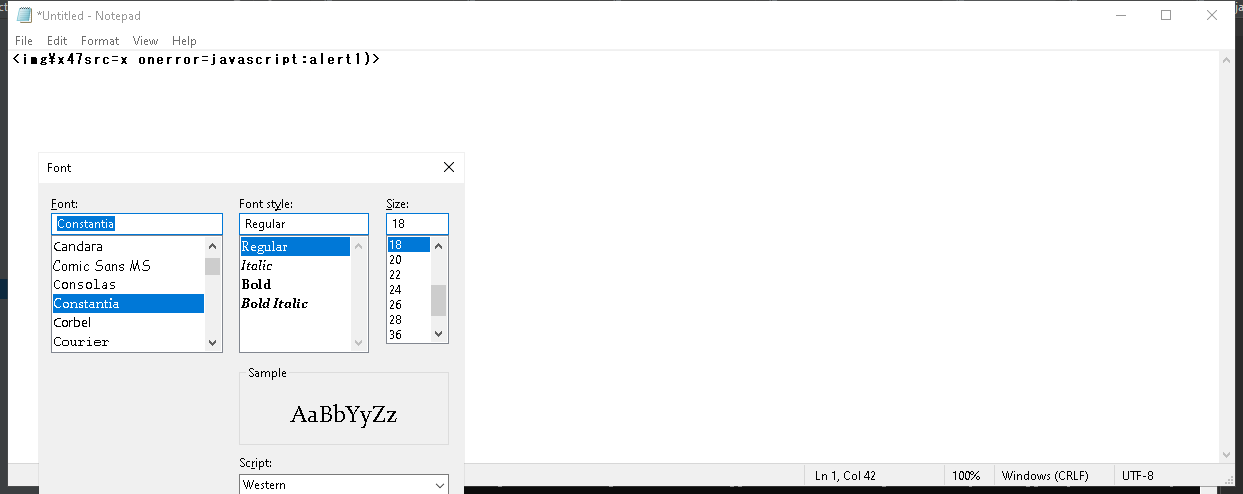 *Untitled - Notepad
File Edit Format View Help
<img¥x47src=x onerror=javascript:alert1)>
Font
Font: Font style: Size:
Constantia Regular 18
Candara Regular 18
Comic Sans MS Italic 20
Consolas Bold 22
Constantia Bold Italic 24
Corbel 26
Courier 28
36
Sample
AaBbYyZz
Script:
Western
Ln 1, Col 42 100% Windows (CRLF) UTF-8